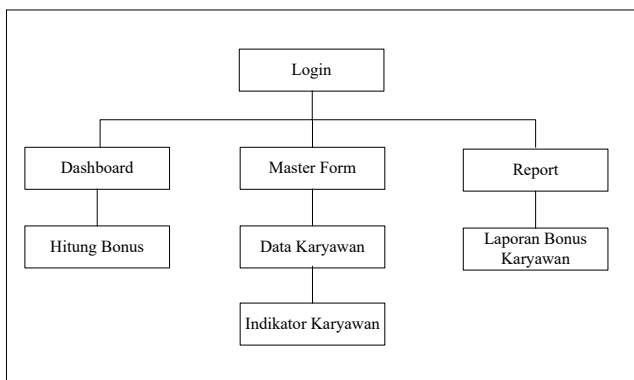 Login
Dashboard
Master Form
Report
Hitung Bonus
Data Karyawan
Laporan Bonus
Karyawan
Indikator Karyawan